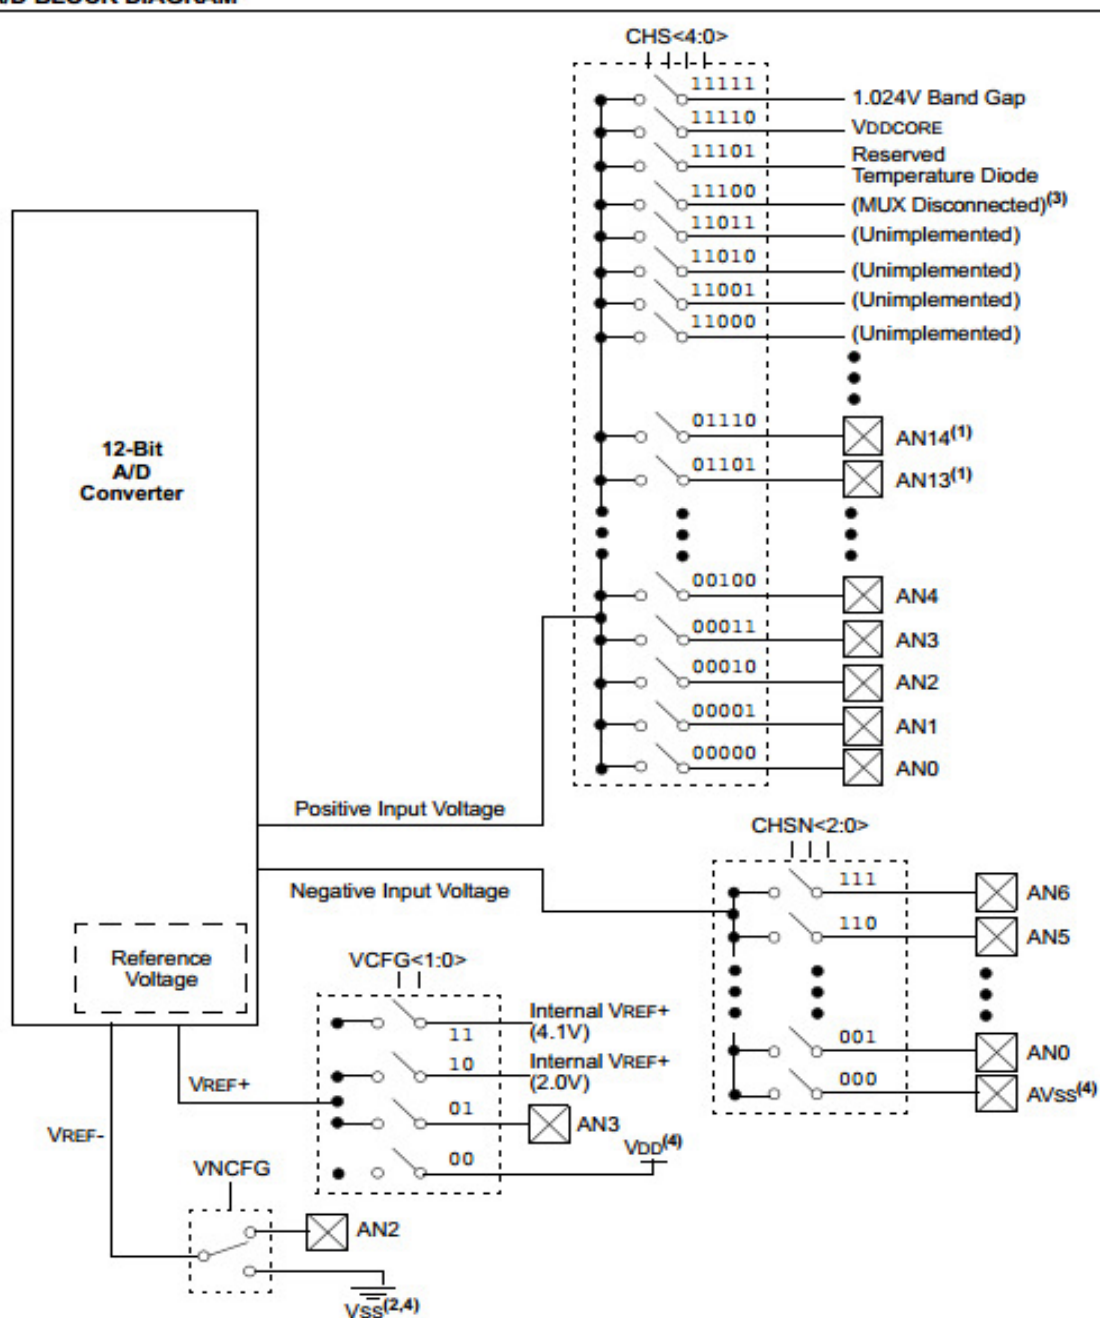 A/D BLOCK DIAGRAM
CHS<4:0>
11111
1.024V Band Gap
11110
VDDCORE
11101
Reserved
Temperature Diode
11100
(MUX Disconnected)(3)
11011
(Unimplemented)
11010
(Unimplemented)
11001
(Unimplemented)
11000
(Unimplemented)
12-Bit
A/D
Converter
01110
AN14(1)
01101
AN13(1)
00100
AN4
00011
AN3
00010
AN2
00001
AN1
00000
AN0
Positive Input Voltage
CHSN<2:0>
Negative Input Voltage
111
AN6
110
AN5
001
AN0
000
AVSS(4)
Reference
Voltage
VCFG<1:0>
11
Internal VREF+
(4.1V)
10
Internal VREF+
(2.0V)
01
AN3
00
VDD(4)
VREF+
VREF-
VNCFG
AN2
VSS(2,4)